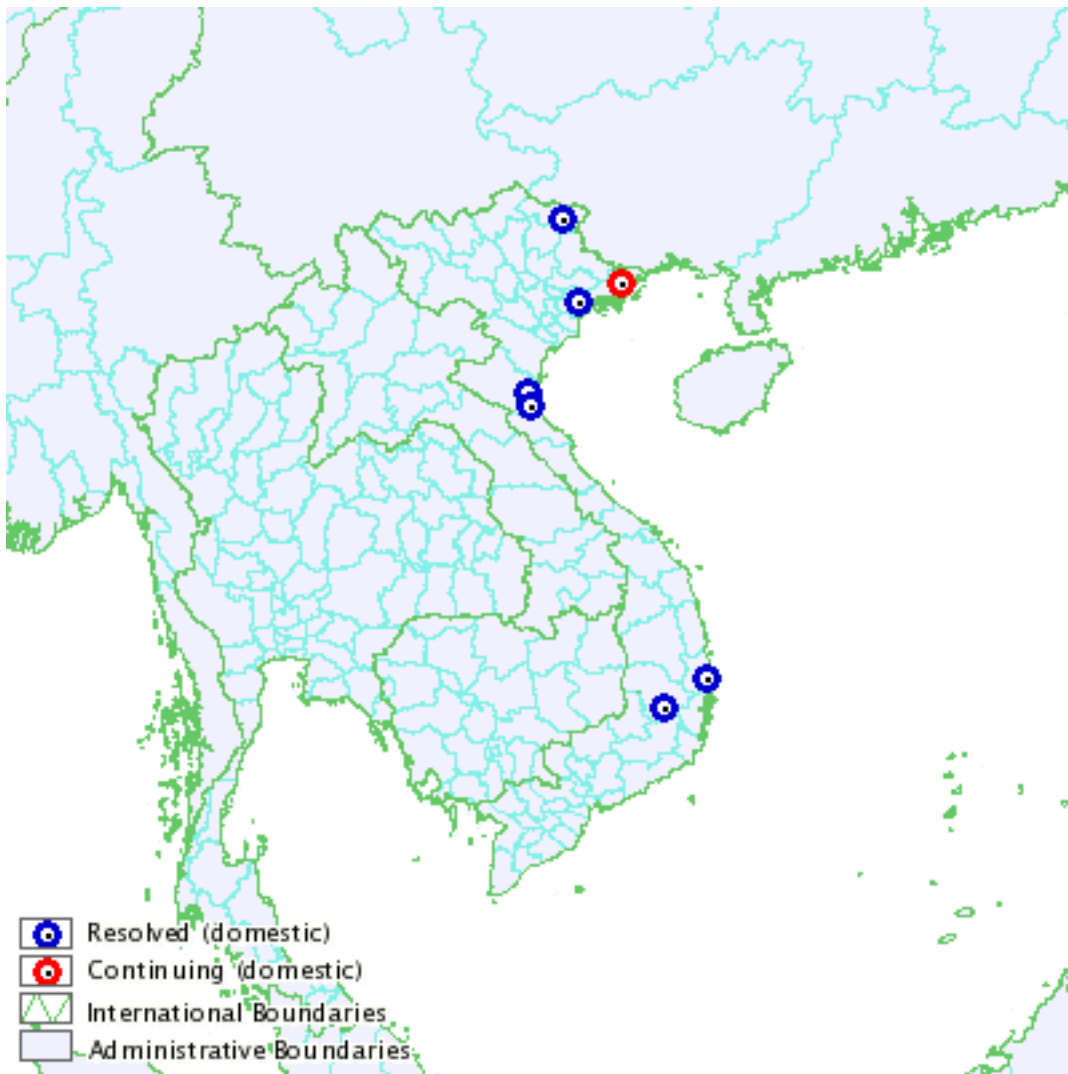 Resolved (domestic)
Continuing (domestic)
International Boundaries
Administrative Boundaries